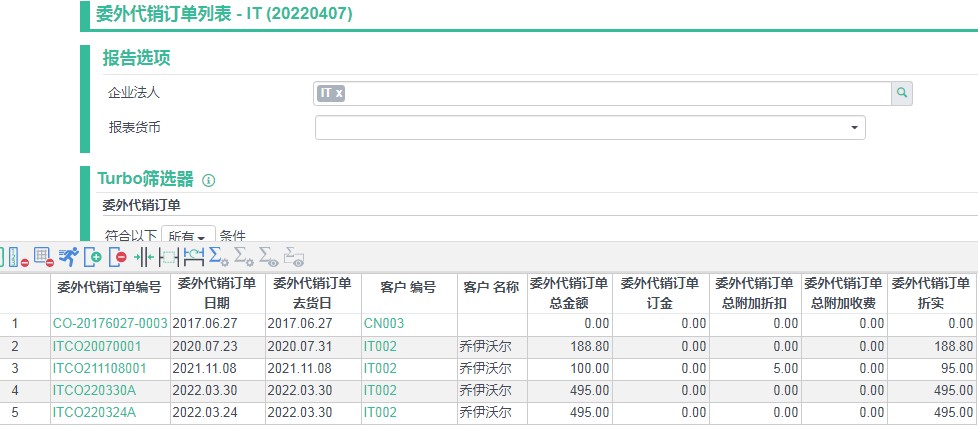 委外代销订单列表 - IT (20220407)
报告选项
企业法人 IT x
报表货币
Turbo筛选器
委外代销订单
符合以下 所有 条件
委外代销订单编号 委外代销订单日期 委外代销订单去货日 客户 编号 客户 名称 委外代销订单总金额 委外代销订单订金 委外代销订单总附加折扣 委外代销订单总附加收费 委外代销订单折实
1 CO-20176027-0003 2017.06.27 2017.06.27 CN003 0.00 0.00 0.00 0.00 0.00
2 ITCO20070001 2020.07.23 2020.07.31 IT002 乔伊沃尔 188.80 0.00 0.00 0.00 188.80
3 ITCO211108001 2021.11.08 2021.11.08 IT002 乔伊沃尔 100.00 0.00 5.00 0.00 95.00
4 ITCO220330A 2022.03.30 2022.03.30 IT002 乔伊沃尔 495.00 0.00 0.00 0.00 495.00
5 ITCO220324A 2022.03.24 2022.03.30 IT002 乔伊沃尔 495.00 0.00 0.00 0.00 495.00